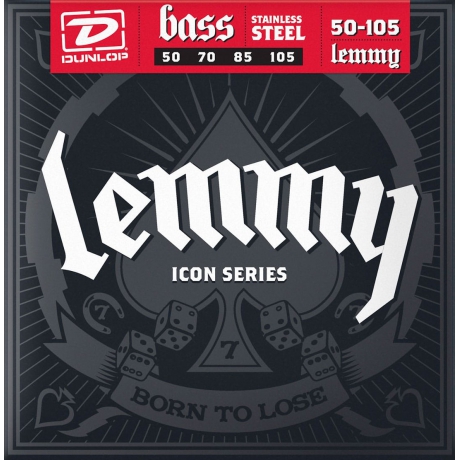 DUNLOP
bass
50 70 85 105
STAINLESS
STEEL
50-105
lemmy
lemmy
ICON SERIES
7
7
7
BORN TO LOSE